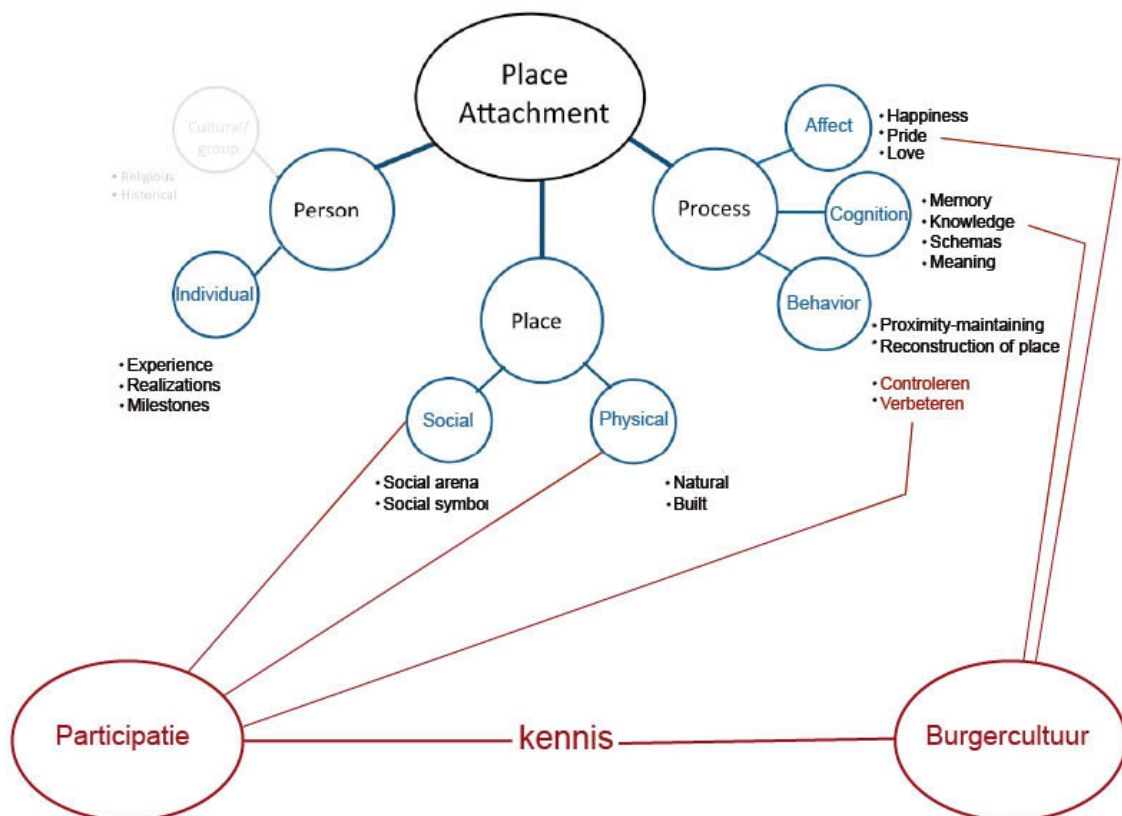 Place
Attachment
Cultural/
group
• Religious
• Historical
Person
Individual
• Experience
• Realizations
• Milestones
Place
Social
• Social arena
• Social symbol
Physical
• Natural
• Built
Process
Affect
• Happiness
• Pride
• Love
Cognition
• Memory
• Knowledge
• Schemas
• Meaning
Behavior
• Proximity-maintaining
• Reconstruction of place
• Controleren
• Verbeteren
Participatie
kennis
Burgercultuur